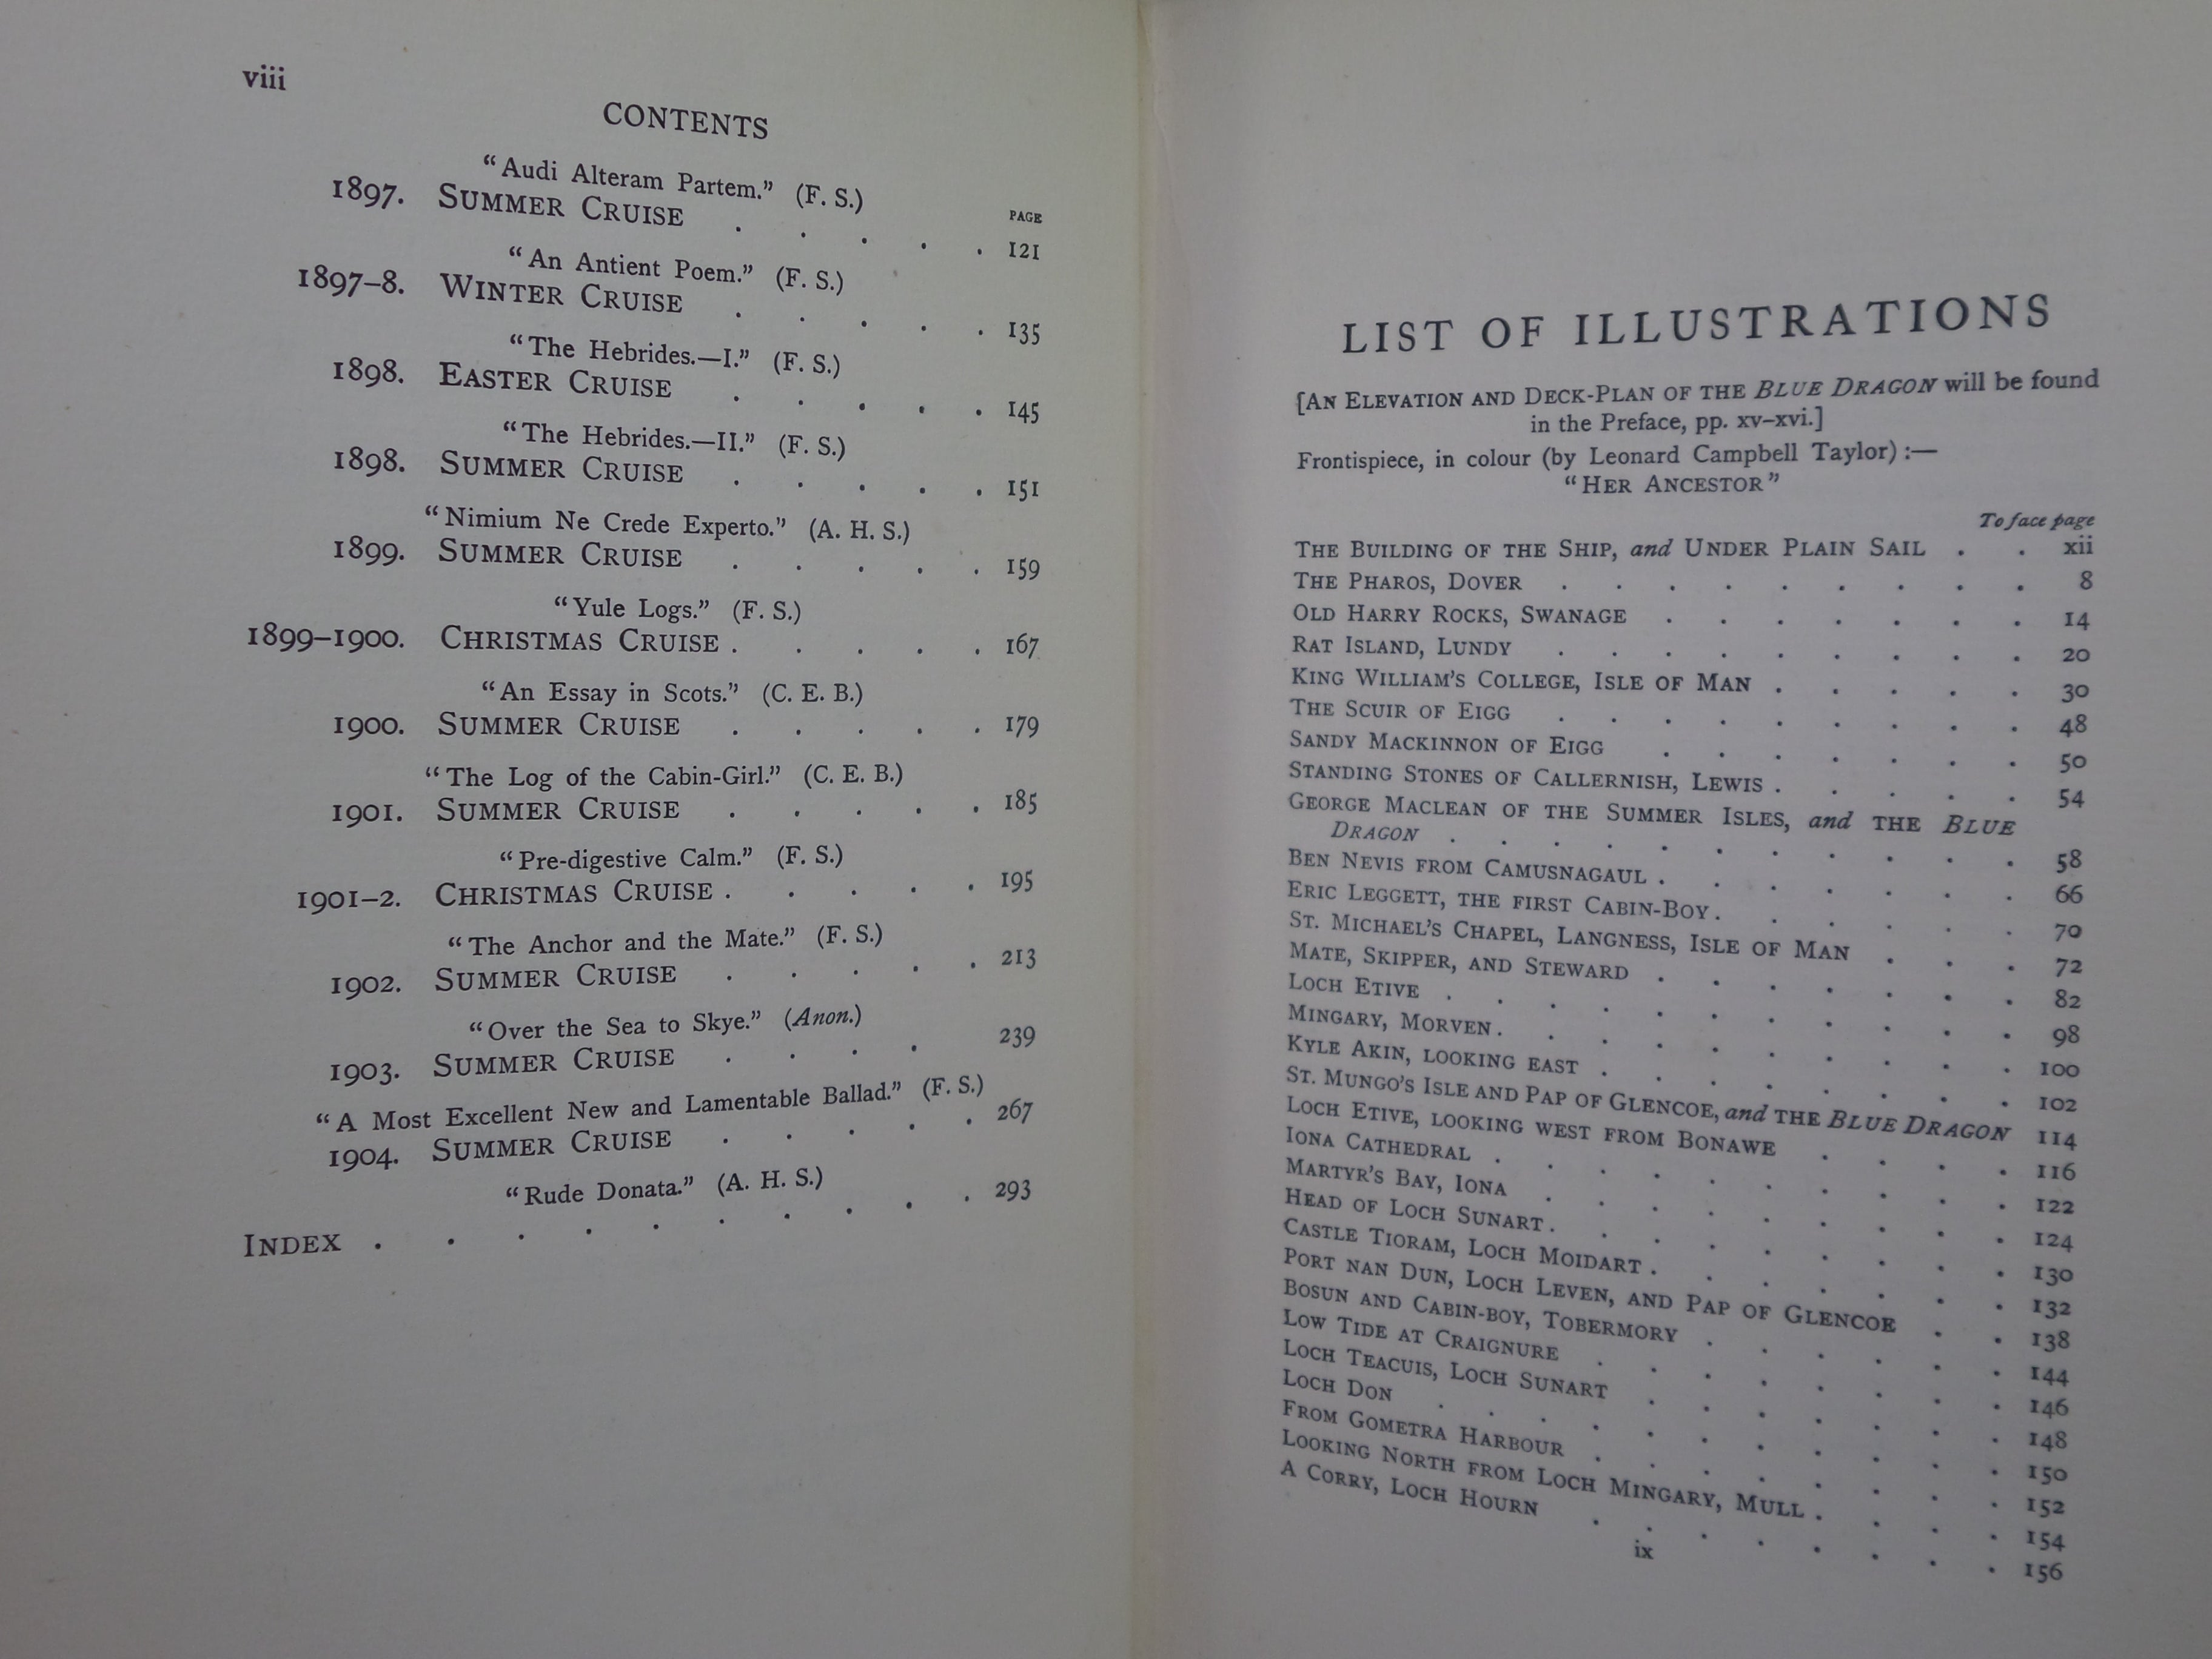 viii
CONTENTS
“Audi Alteram Partem.” (F. S.)
PAGE
1897. SUMMER CRUISE . . . . . 121
“An Antient Poem.” (F. S.)
1897–8. WINTER CRUISE . . . . . 135
“The Hebrides.—I.” (F. S.)
1898. EASTER CRUISE . . . . . 145
“The Hebrides.—II.” (F. S.)
1898. SUMMER CRUISE . . . . . 151
“Nimium Ne Crede Experto.” (A. H. S.)
1899. SUMMER CRUISE . . . . . 159
“Yule Logs.” (F. S.)
1899–1900. CHRISTMAS CRUISE . . . . . 167
“An Essay in Scots.” (C. E. B.)
1900. SUMMER CRUISE . . . . . 179
“The Log of the Cabin-Girl.” (C. E. B.)
1901. SUMMER CRUISE . . . . . 185
“Pre-digestive Calm.” (F. S.)
1901–2. CHRISTMAS CRUISE . . . . . 195
“The Anchor and the Mate.” (F. S.)
1902. SUMMER CRUISE . . . . . 213
“Over the Sea to Skye.” (Anon.)
1903. SUMMER CRUISE . . . . 239
“A Most Excellent New and Lamentable Ballad.” (F. S.)
1904. SUMMER CRUISE . . . . . 267
“Rude Donata.” (A. H. S.)
INDEX . . . . . . . . . . 293
LIST OF ILLUSTRATIONS
[AN ELEVATION AND DECK-PLAN OF THE BLUE DRAGON will be found
in the Preface, pp. xv–xvi.]
Frontispiece, in colour (by Leonard Campbell Taylor) :—
“HER ANCESTOR”
To face page
THE BUILDING OF THE SHIP, and UNDER PLAIN SAIL . . xii
THE PHAROS, DOVER . . . . . . . . . 8
OLD HARRY ROCKS, SWANAGE . . . . . . . 14
RAT ISLAND, LUNDY . . . . . . . . . 20
KING WILLIAM’S COLLEGE, ISLE OF MAN . . . . . 30
THE SCUIR OF EIGG . . . . . . . . . 48
SANDY MACKINNON OF EIGG . . . . . . . 50
STANDING STONES OF CALLERNISH, LEWIS . . . . . 54
GEORGE MACLEAN OF THE SUMMER ISLES, and THE BLUE
DRAGON . . . . . . . . . . . 58
BEN NEVIS FROM CAMUSNAGAUL . . . . . . . 66
ERIC LEGGETT, THE FIRST CABIN-BOY . . . . . . 70
ST. MICHAEL’S CHAPEL, LANGNESS, ISLE OF MAN . . . 72
MATE, SKIPPER, AND STEWARD . . . . . . . 82
LOCH ETIVE . . . . . . . . . . . 98
MINGARY, MORVEN . . . . . . . . . . 100
KYLE AKIN, LOOKING EAST . . . . . . . . 102
ST. MUNGO’S ISLE AND PAP OF GLENCOE, and THE BLUE DRAGON 114
LOCH ETIVE, LOOKING WEST FROM BONAWE . . . . 116
IONA CATHEDRAL . . . . . . . . . . 122
MARTYR’S BAY, IONA . . . . . . . . . 124
HEAD OF LOCH SUNART . . . . . . . . . 130
CASTLE TIORAM, LOCH MOIDART . . . . . . . 132
PORT NAN DUN, LOCH LEVEN, AND PAP OF GLENCOE . . 138
BOSUN AND CABIN-BOY, TOBERMORY . . . . . . 144
LOW TIDE AT CRAIGNURE . . . . . . . . 146
LOCH TEACUIS, LOCH SUNART . . . . . . . 148
LOCH DON . . . . . . . . . . . 150
FROM GOMETRA HARBOUR . . . . . . . . 152
LOOKING NORTH FROM LOCH MINGARY, MULL . . . . 154
A CORRY, LOCH HOURN . . . . . . . . 156
ix